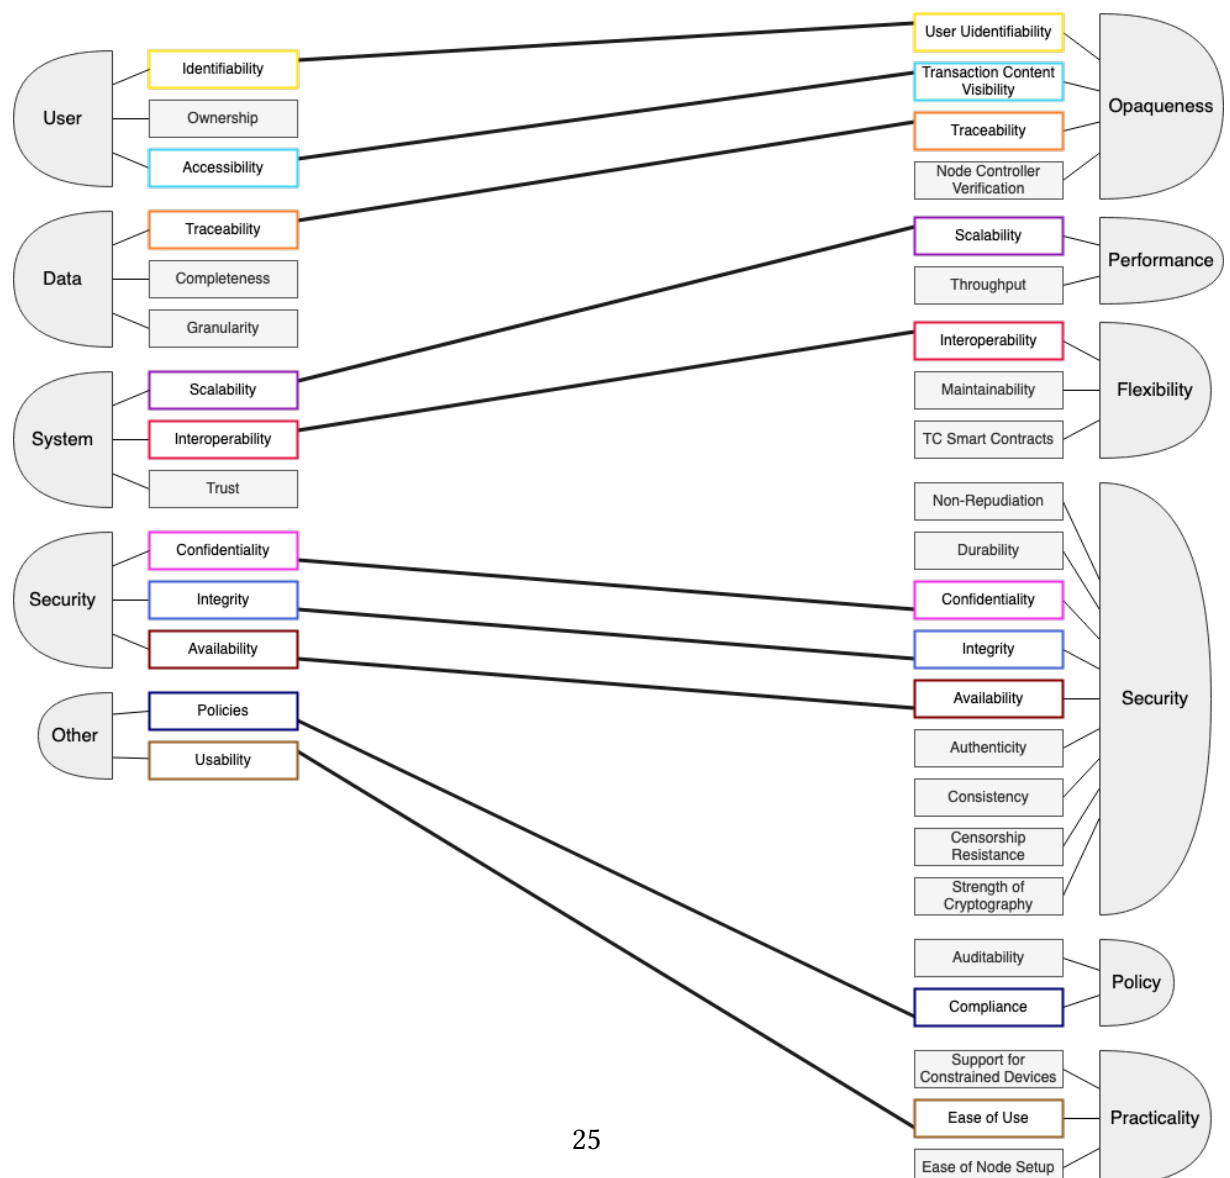 User
Identifiability
Ownership
Accessibility
Data
Traceability
Completeness
Granularity
System
Scalability
Interoperability
Trust
Security
Confidentiality
Integrity
Availability
Other
Policies
Usability
User Uidentifiability
Transaction Content
Visibility
Traceability
Node Controller
Verification
Opaqueness
Scalability
Throughput
Performance
Interoperability
Maintainability
TC Smart Contracts
Flexibility
Non-Repudiation
Durability
Confidentiality
Integrity
Availability
Authenticity
Consistency
Censorship
Resistance
Strength of
Cryptography
Security
Auditability
Compliance
Policy
Support for
Constrained Devices
Ease of Use
Ease of Node Setup
Practicality
25